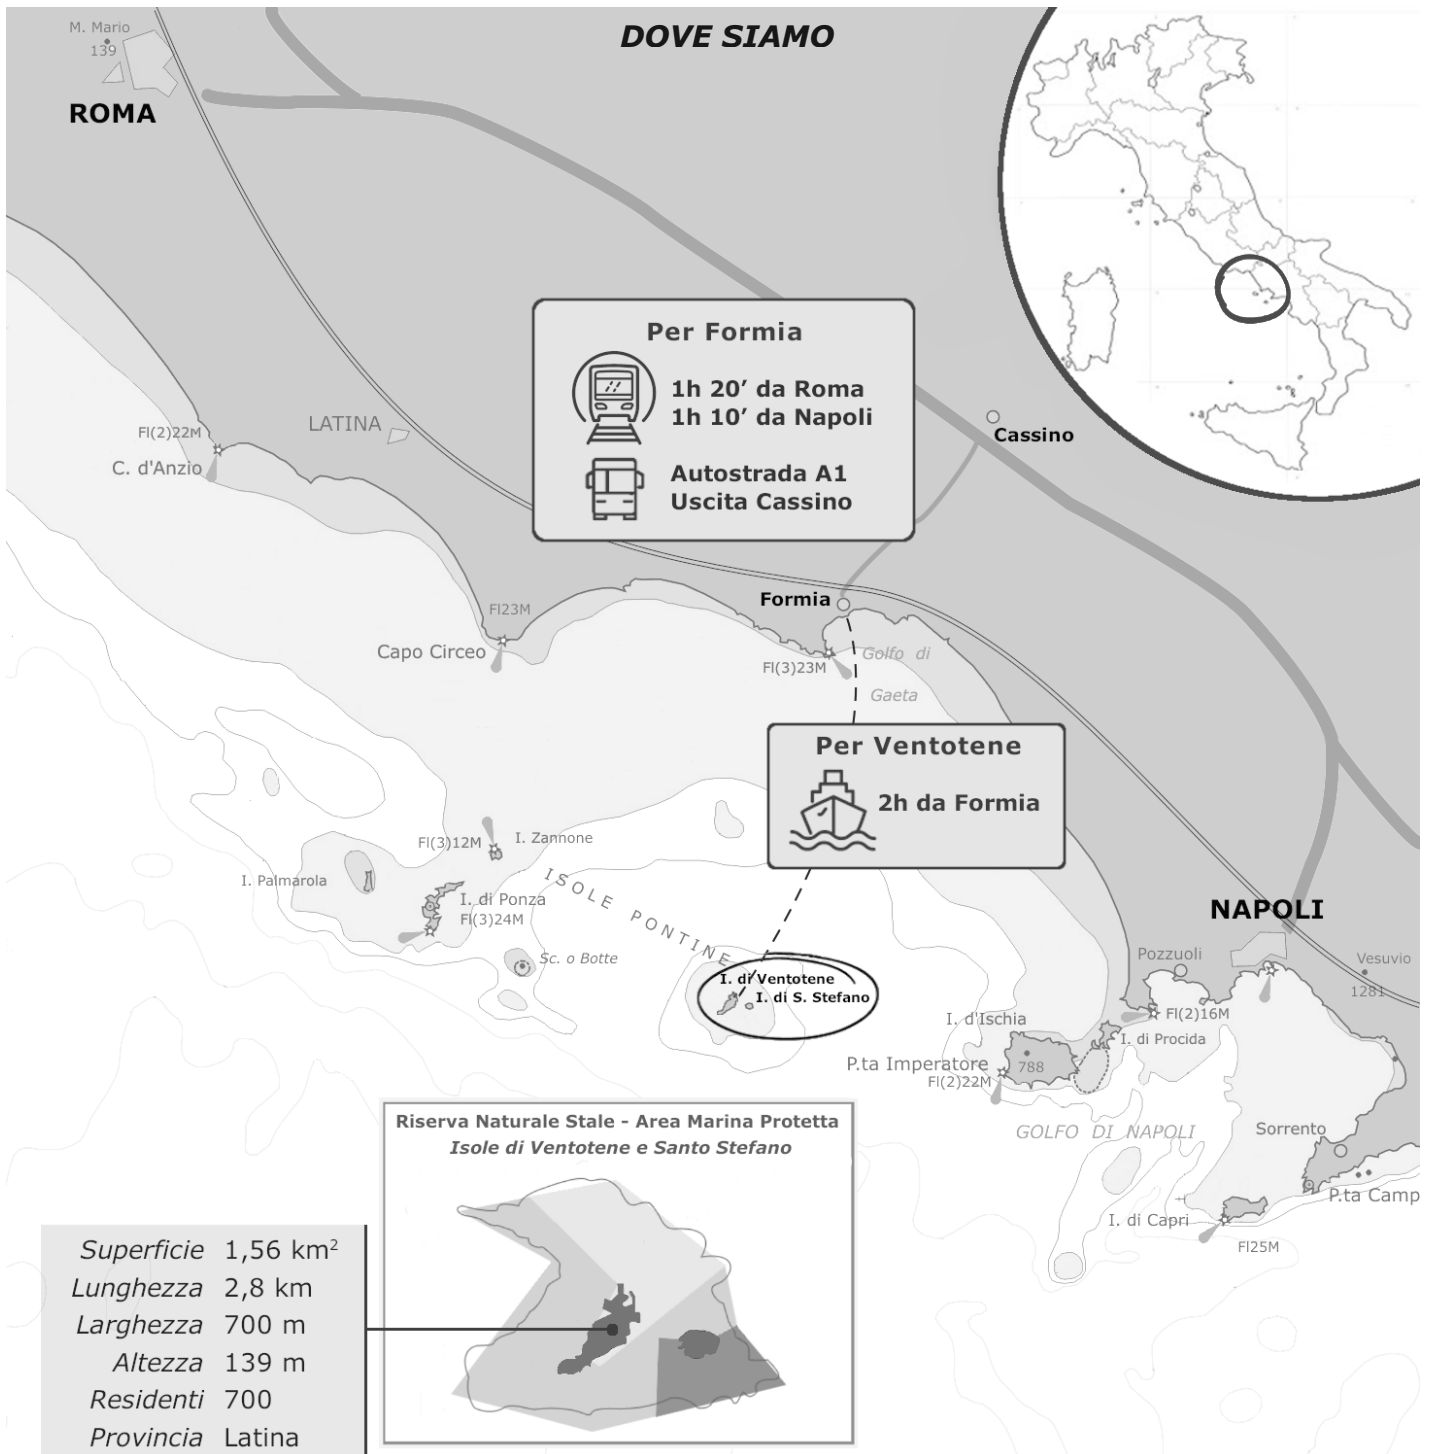 DOVE SIAMO
M. Mario
139
ROMA
Per Formia
1h 20’ da Roma
1h 10’ da Napoli
Autostrada A1
Uscita Cassino
Cassino
LATINA
Fl(2)22M
C. d'Anzio
Formia
Fl23M
Capo Circeo
Fl(3)23M
Golfo di
Gaeta
Per Ventotene
2h da Formia
Fl(3)12M
I. Zannone
I. Palmarola
I. di Ponza
Fl(3)24M
ISOLE PONTINE
Sc. o Botte
I. di Ventotene
I. di S. Stefano
NAPOLI
Pozzuoli
Vesuvio
1281
I. d'Ischia
Fl(2)16M
I. di Procida
P.ta Imperatore
788
Fl(2)22M
GOLFO DI NAPOLI
Sorrento
P.ta Camp
I. di Capri
Fl25M
Riserva Naturale Stale - Area Marina Protetta
Isole di Ventotene e Santo Stefano
Superficie 1,56 km²
Lunghezza 2,8 km
Larghezza 700 m
Altezza 139 m
Residenti 700
Provincia Latina